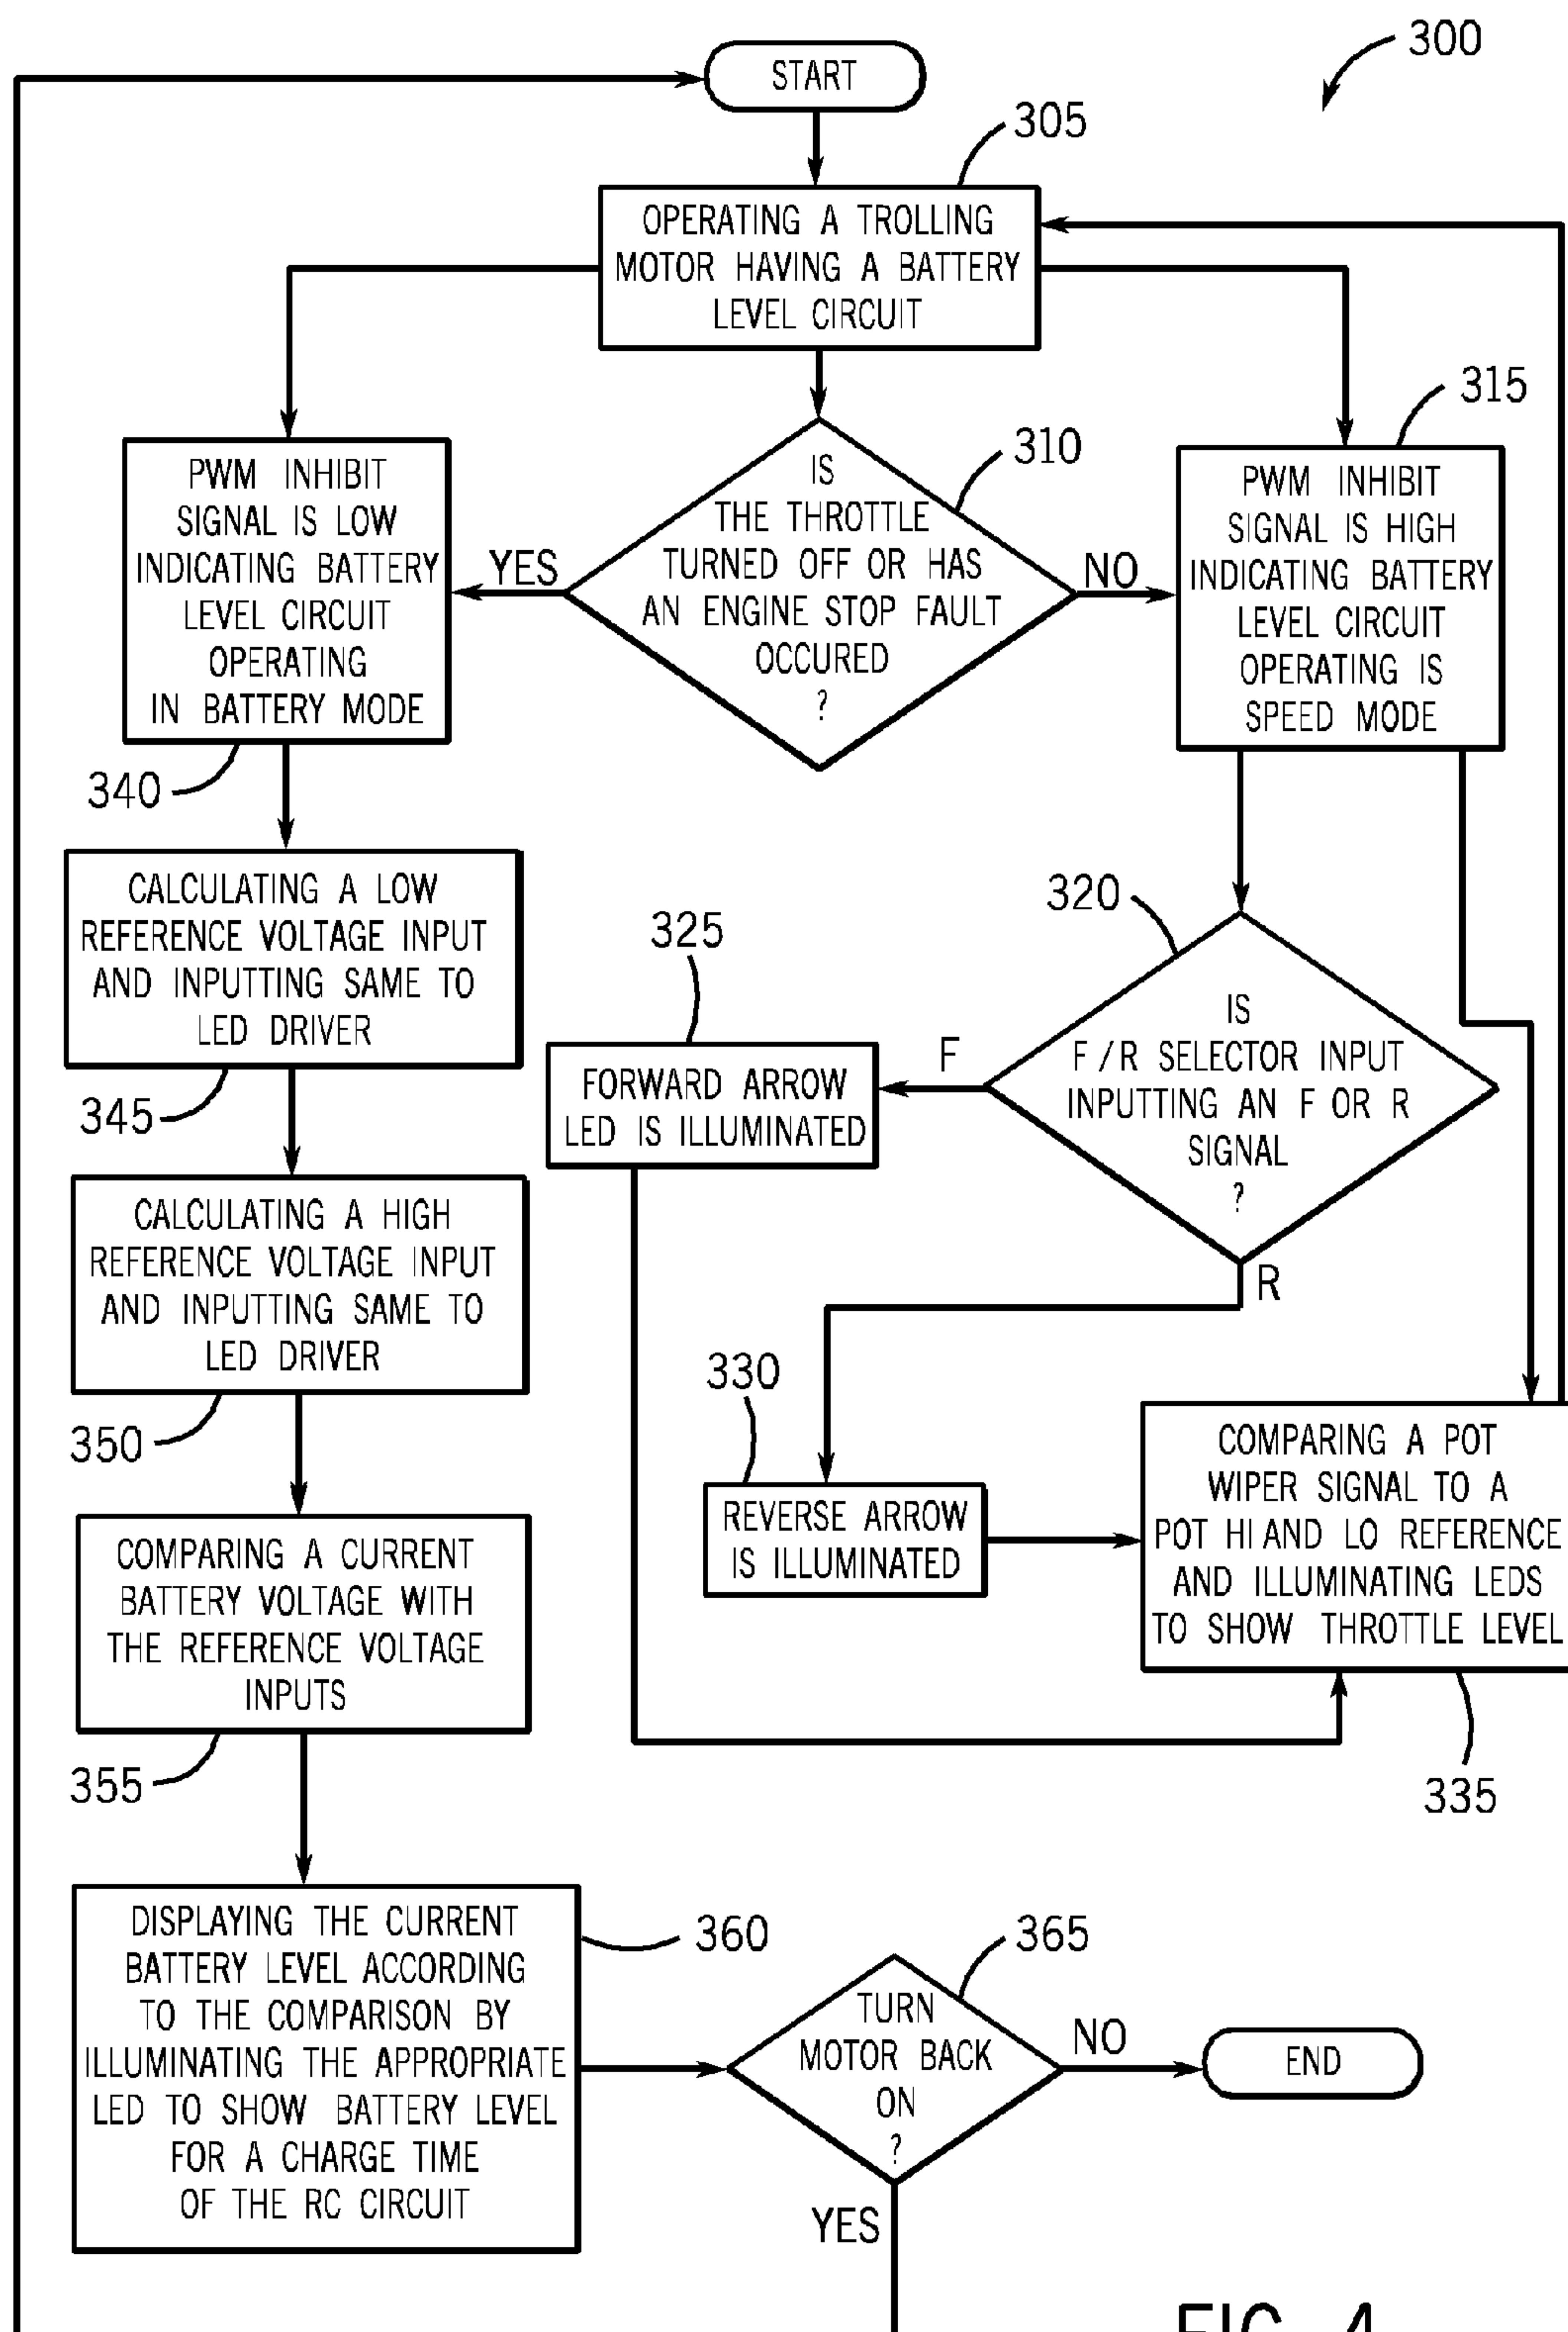 300
START
305
OPERATING A TROLLING
MOTOR HAVING A BATTERY
LEVEL CIRCUIT
315
310
IS
THE THROTTLE
TURNED OFF OR HAS
AN ENGINE STOP FAULT
OCCURED
?
YES
NO
PWM INHIBIT
SIGNAL IS LOW
INDICATING BATTERY
LEVEL CIRCUIT
OPERATING
IN BATTERY MODE
340
PWM INHIBIT
SIGNAL IS HIGH
INDICATING BATTERY
LEVEL CIRCUIT
OPERATING IS
SPEED MODE
CALCULATING A LOW
REFERENCE VOLTAGE INPUT
AND INPUTTING SAME TO
LED DRIVER
345
320
IS
F/R SELECTOR INPUT
INPUTTING AN F OR R
SIGNAL
?
F
R
325
FORWARD ARROW
LED IS ILLUMINATED
CALCULATING A HIGH
REFERENCE VOLTAGE INPUT
AND INPUTTING SAME TO
LED DRIVER
350
330
REVERSE ARROW
IS ILLUMINATED
COMPARING A POT
WIPER SIGNAL TO A
POT HI AND LO REFERENCE
AND ILLUMINATING LEDS
TO SHOW THROTTLE LEVEL
335
COMPARING A CURRENT
BATTERY VOLTAGE WITH
THE REFERENCE VOLTAGE
INPUTS
355
DISPLAYING THE CURRENT
BATTERY LEVEL ACCORDING
TO THE COMPARISON BY
ILLUMINATING THE APPROPRIATE
LED TO SHOW BATTERY LEVEL
FOR A CHARGE TIME
OF THE RC CIRCUIT
360
365
TURN
MOTOR BACK
ON
?
NO
END
YES
FIG. 4